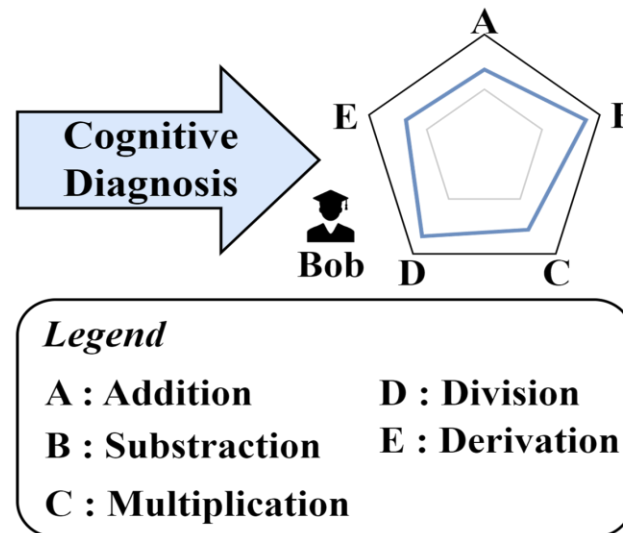 A
Cognitive
Diagnosis
E
Bob
D
C
Legend
A : Addition
D : Division
B : Substraction
E : Derivation
C : Multiplication